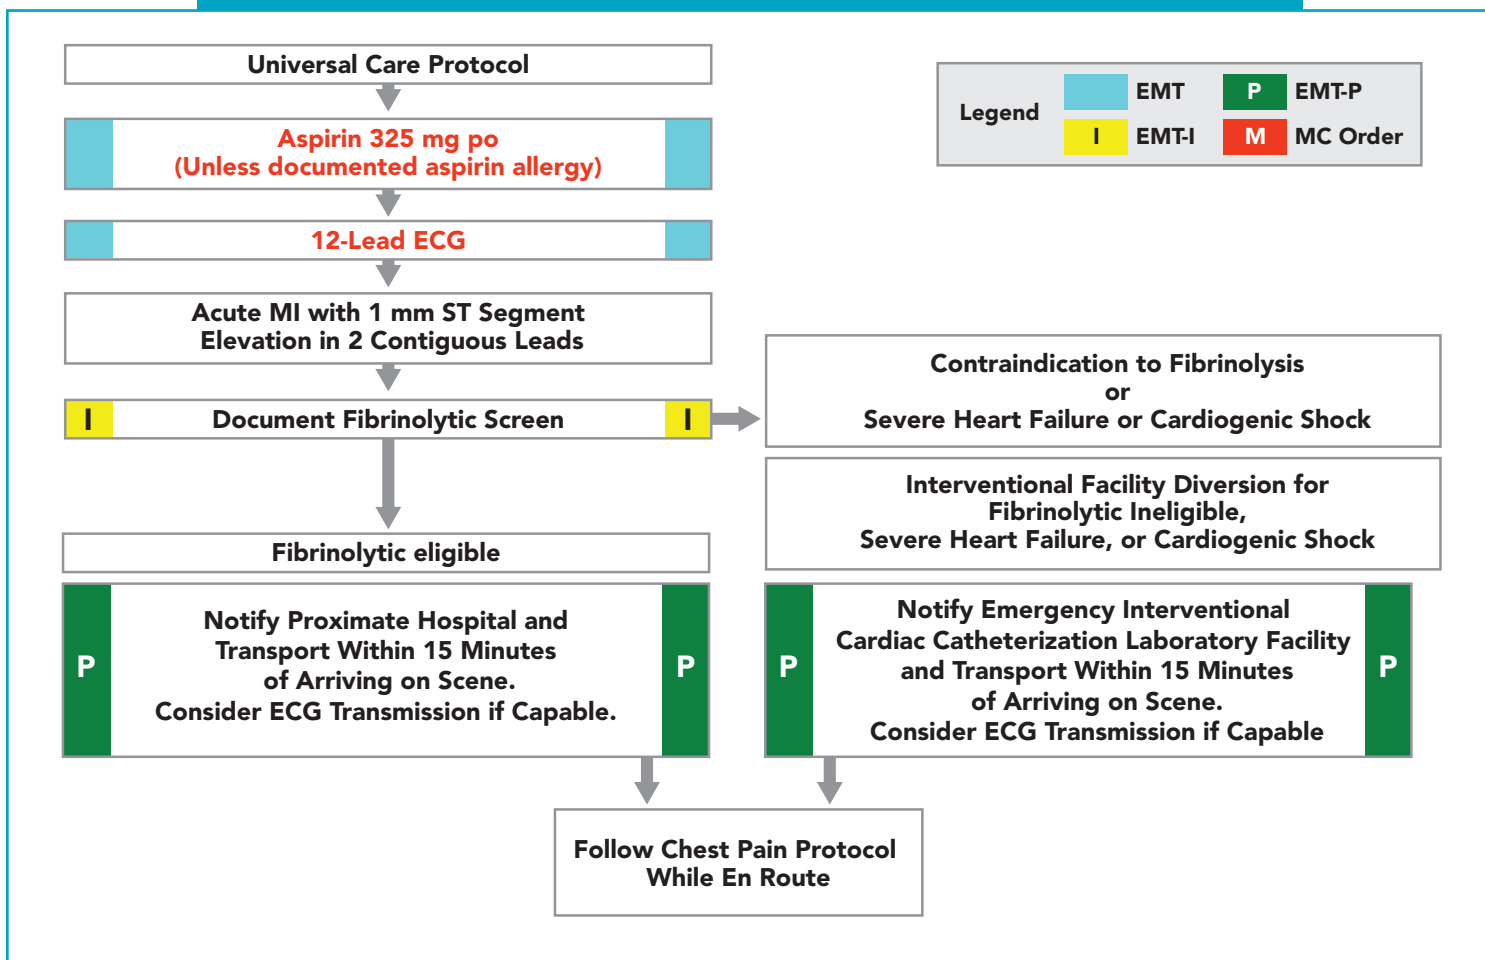 Universal Care Protocol
Legend
EMT
P EMT-P
I EMT-I
M MC Order
Aspirin 325 mg po
(Unless documented aspirin allergy)
12-Lead ECG
Acute MI with 1 mm ST Segment
Elevation in 2 Contiguous Leads
I Document Fibrinolytic Screen I
Contraindication to Fibrinolysis
or
Severe Heart Failure or Cardiogenic Shock
Interventional Facility Diversion for
Fibrinolytic Ineligible,
Severe Heart Failure, or Cardiogenic Shock
Fibrinolytic eligible
P
Notify Proximate Hospital and
Transport Within 15 Minutes
of Arriving on Scene.
Consider ECG Transmission if Capable.
P
P
Notify Emergency Interventional
Cardiac Catheterization Laboratory Facility
and Transport Within 15 Minutes
of Arriving on Scene.
Consider ECG Transmission if Capable
P
Follow Chest Pain Protocol
While En Route